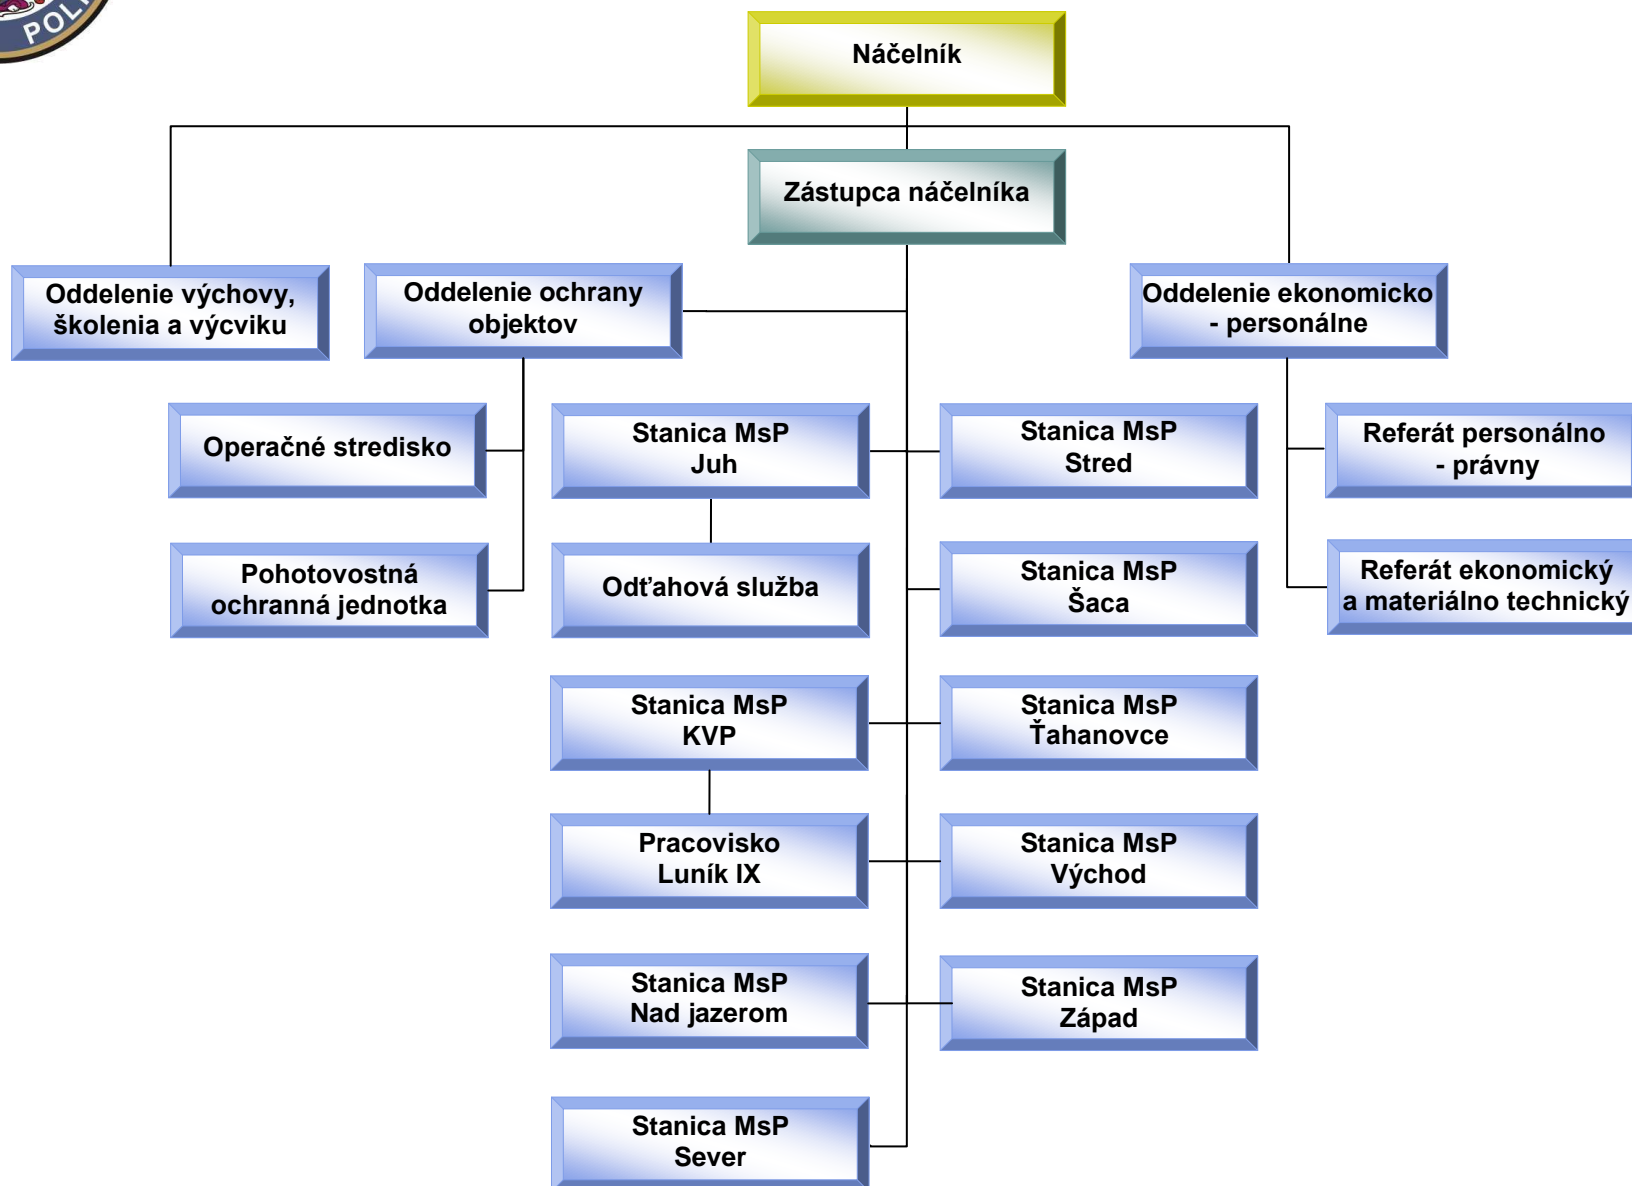 POLI
Náčelník
Zástupca náčelníka
Oddelenie výchovy,
školenia a výcviku
Oddelenie ochrany
objektov
Oddelenie ekonomicko
- personálne
Operačné stredisko
Stanica MsP
Juh
Stanica MsP
Stred
Referát personálno
- právny
Pohotovostná
ochranná jednotka
Odťahová služba
Stanica MsP
Šaca
Referát ekonomický
a materiálno technický
Stanica MsP
KVP
Stanica MsP
Ťahanovce
Pracovisko
Luník IX
Stanica MsP
Východ
Stanica MsP
Nad jazerom
Stanica MsP
Západ
Stanica MsP
Sever